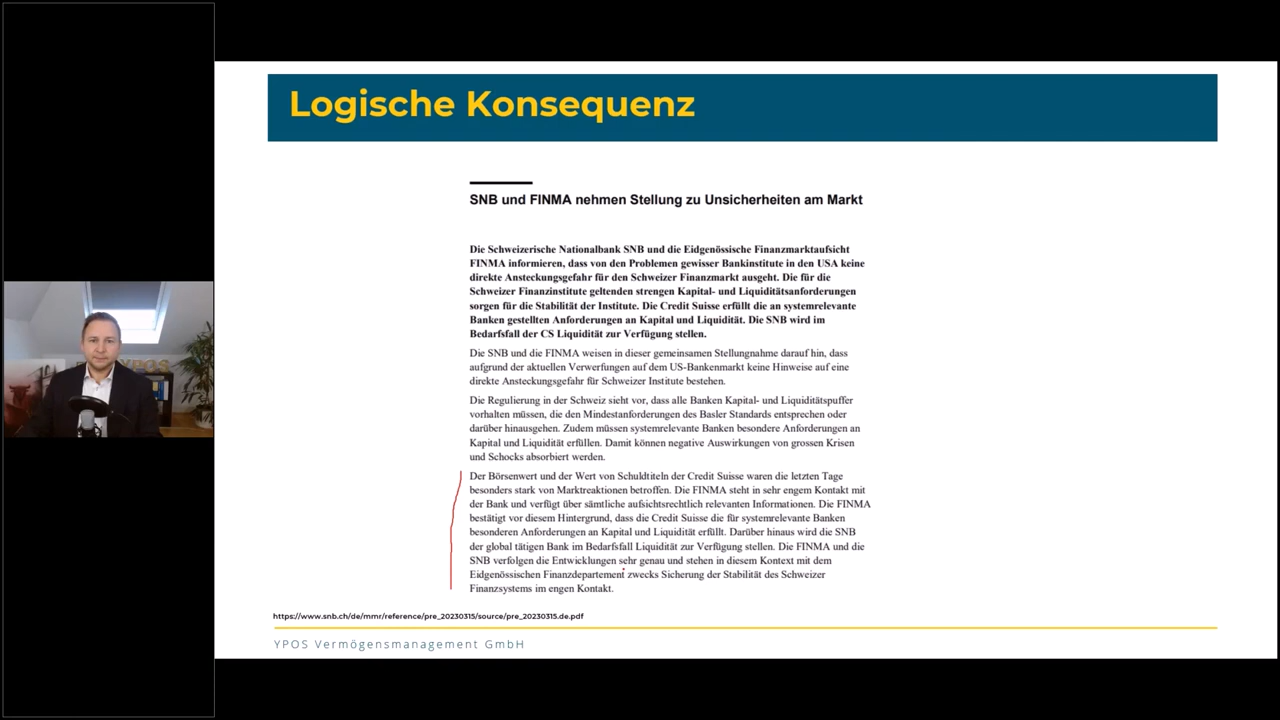 Logische Konsequenz
SNB und FINMA nehmen Stellung zu Unsicherheiten am Markt
Die Schweizerische Nationalbank SNB und die Eidgenössische Finanzmarktaufsicht
FINMA informieren, dass von den Problemen gewisser Bankinstitute in den USA keine
direkte Ansteckungsgefahr für den Schweizer Finanzmarkt ausgeht. Die für die
Schweizer Finanzinstitute geltenden strengen Kapital- und Liquiditätsanforderungen
sorgen für die Stabilität der Institute. Die Credit Suisse erfüllt die an systemrelevante
Banken gestellten Anforderungen an Kapital und Liquidität. Die SNB wird im
Bedarfsfall der CS Liquidität zur Verfügung stellen.
Die SNB und die FINMA weisen in dieser gemeinsamen Stellungnahme darauf hin, dass
aufgrund der aktuellen Verwerfungen auf dem US-Bankenmarkt keine Hinweise auf eine
direkte Ansteckungsgefahr für Schweizer Institute bestehen.
Die Regulierung in der Schweiz sieht vor, dass alle Banken Kapital- und Liquiditätspuffer
vorhalten müssen, die den Mindestanforderungen des Basler Standards entsprechen oder
darüber hinausgehen. Zudem müssen systemrelevante Banken besondere Anforderungen an
Kapital und Liquidität erfüllen. Damit können negative Auswirkungen von grossen Krisen
und Schocks absorbiert werden.
Der Börsenwert und der Wert von Schuldtiteln der Credit Suisse waren die letzten Tage
besonders stark von Marktreaktionen betroffen. Die FINMA steht in sehr engem Kontakt mit
der Bank und verfügt über sämtliche aufsichtsrechtlich relevanten Informationen. Die FINMA
bestätigt vor diesem Hintergrund, dass die Credit Suisse die für systemrelevante Banken
besonderen Anforderungen an Kapital und Liquidität erfüllt. Darüber hinaus wird die SNB
der global tätigen Bank im Bedarfsfall Liquidität zur Verfügung stellen. Die FINMA und die
SNB verfolgen die Entwicklungen sehr genau und stehen in diesem Kontext mit dem
Eidgenössischen Finanzdepartement zwecks Sicherung der Stabilität des Schweizer
Finanzsystems im engen Kontakt.
https://www.snb.ch/de/mmr/reference/pre_20230315/source/pre_20230315.de.pdf
YPOS Vermögensmanagement GmbH
YPOS